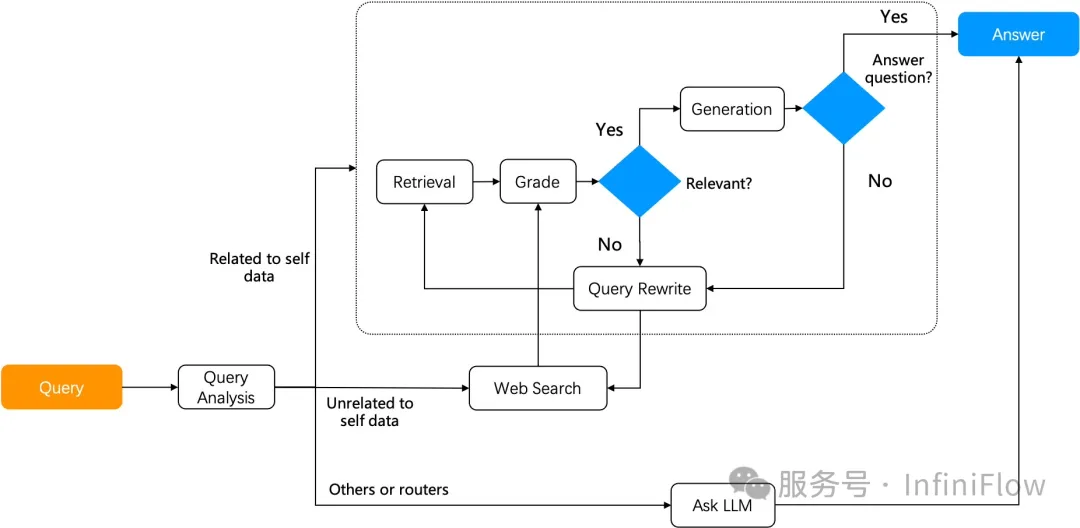 Yes
Answer
Answer
question?
Generation
Yes
Retrieval
Grade
Relevant?
No
No
Query Rewrite
Related to self
data
Query
Query
Analysis
Web Search
Unrelated to
self data
Others or routers
Ask LLM
服务号 · InfiniFlow